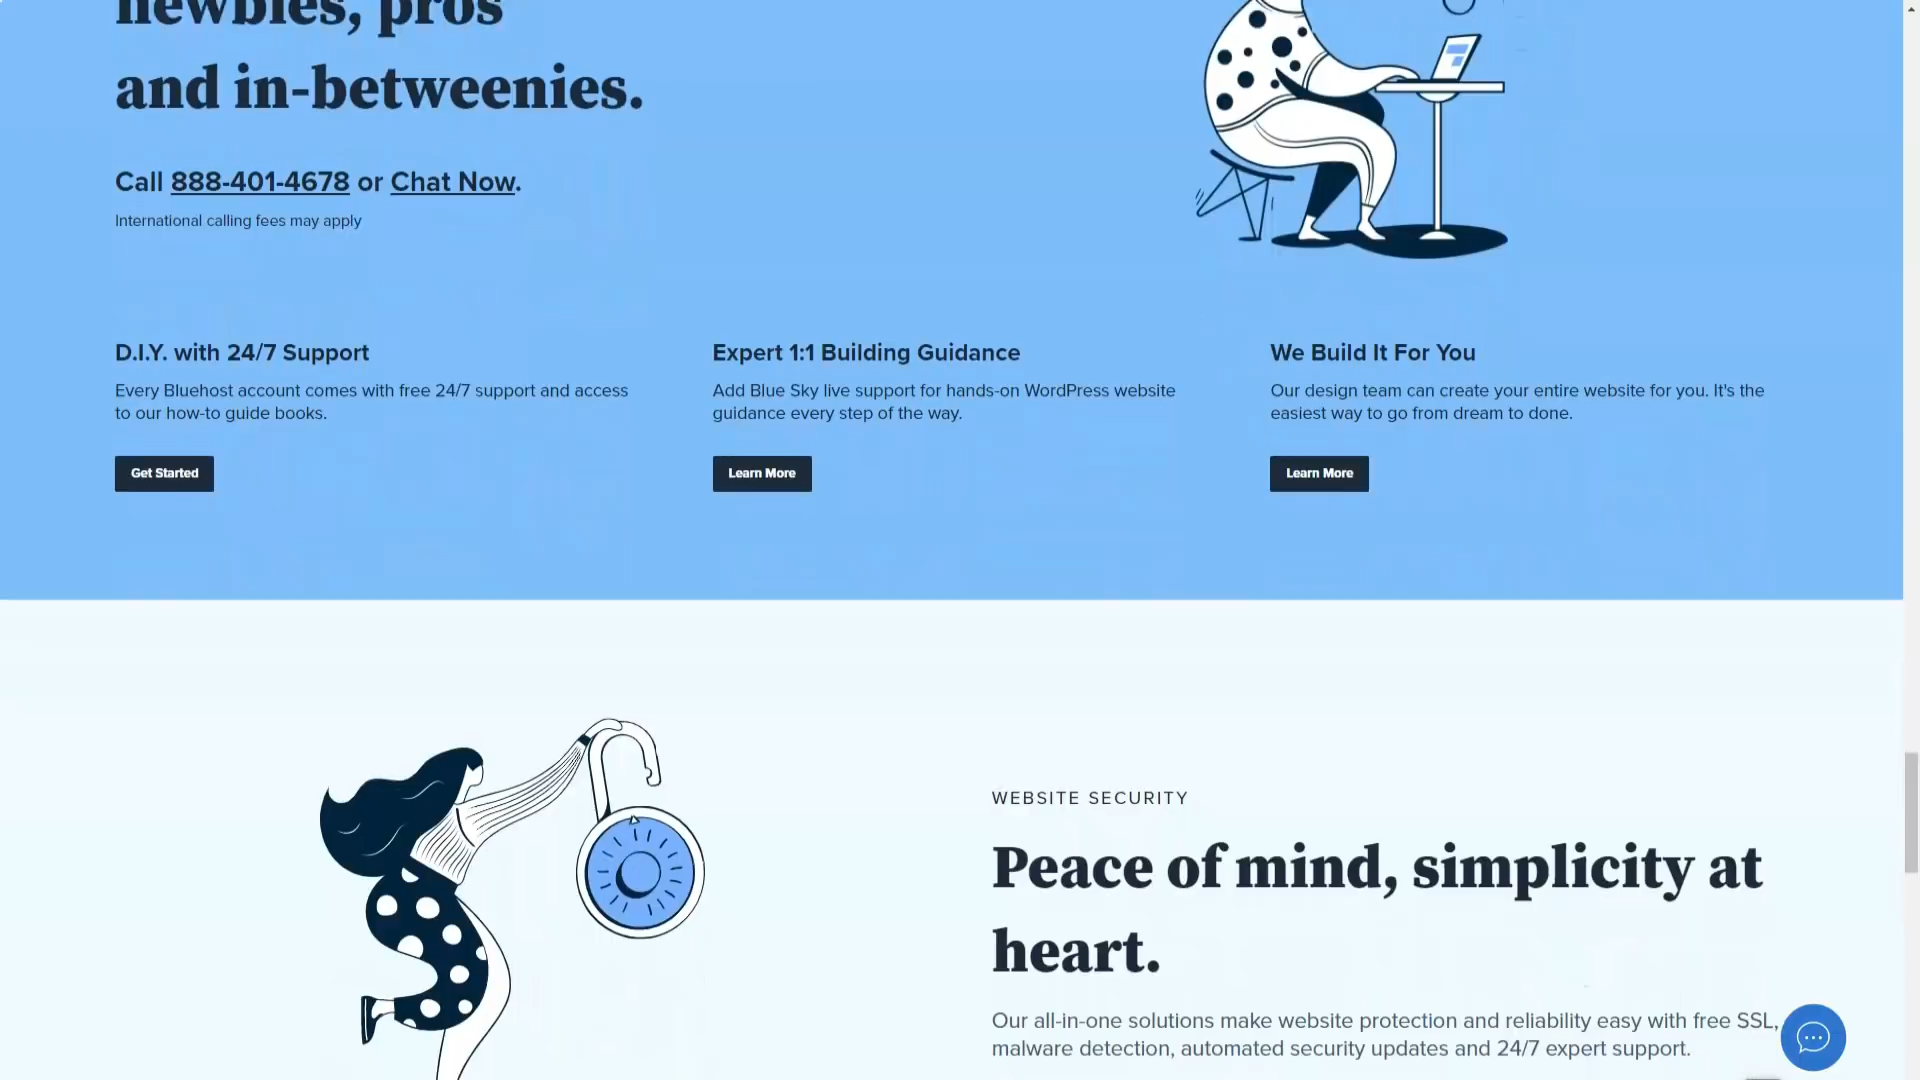 newbies, pros
and in-betweenies.
Call 888-401-4678 or Chat Now.
International calling fees may apply
D.I.Y. with 24/7 Support
Every Bluehost account comes with free 24/7 support and access
to our how-to guide books.
Get Started
Expert 1:1 Building Guidance
Add Blue Sky live support for hands-on WordPress website
guidance every step of the way.
Learn More
We Build It For You
Our design team can create your entire website for you. It's the
easiest way to go from dream to done.
Learn More
WEBSITE SECURITY
Peace of mind, simplicity at
heart.
Our all-in-one solutions make website protection and reliability easy with free SSL,
malware detection, automated security updates and 24/7 expert support.